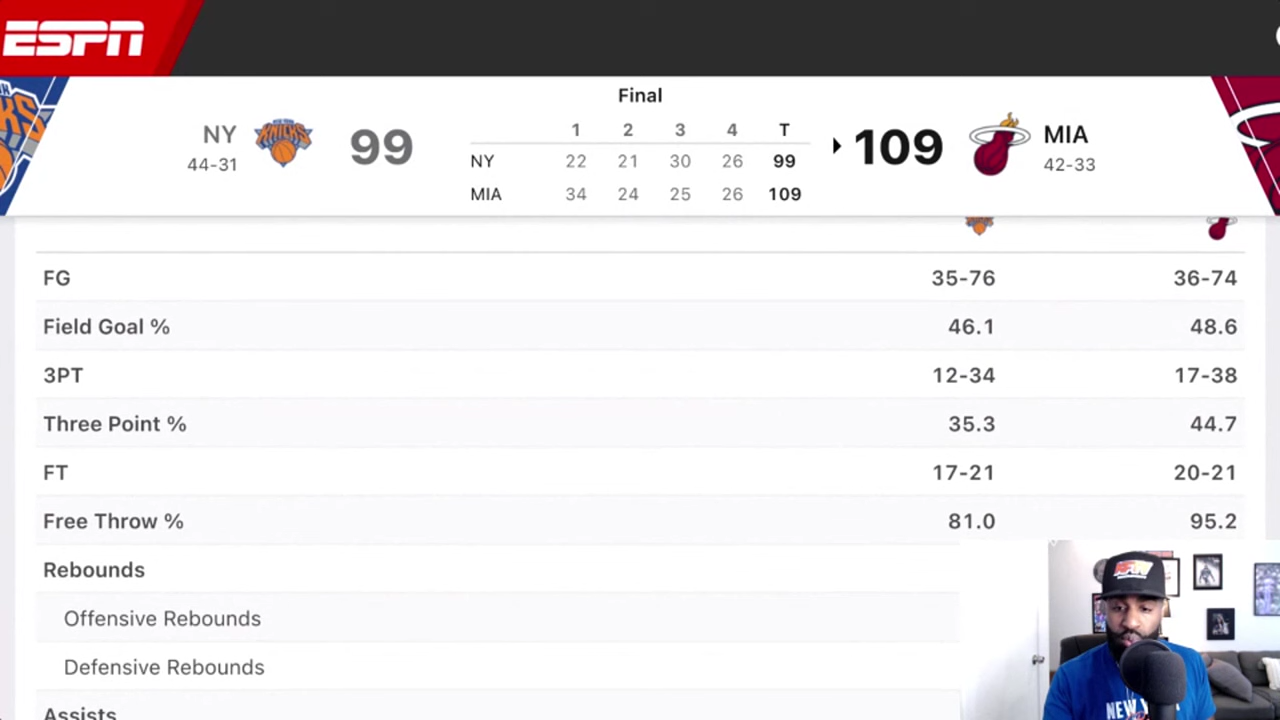 ESPN
Final
NY
44-31
KNICKS
99
1 2 3 4 T
NY 22 21 30 26 99
MIA 34 24 25 26 109
109
MIA
42-33
FG 35-76 36-74
Field Goal % 46.1 48.6
3PT 12-34 17-38
Three Point % 35.3 44.7
FT 17-21 20-21
Free Throw % 81.0 95.2
Rebounds
Offensive Rebounds
Defensive Rebounds
Assists
NEW